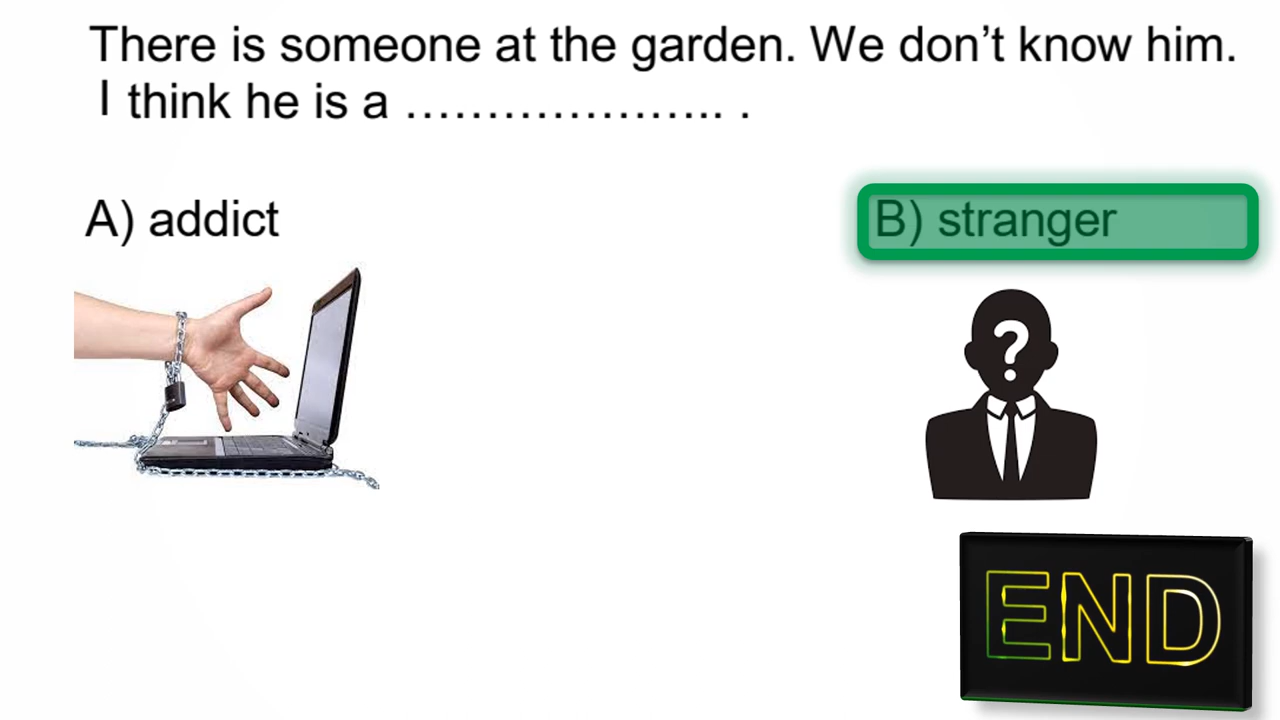 There is someone at the garden. We don’t know him.
I think he is a ………………….. .
A) addict
B) stranger
?
END